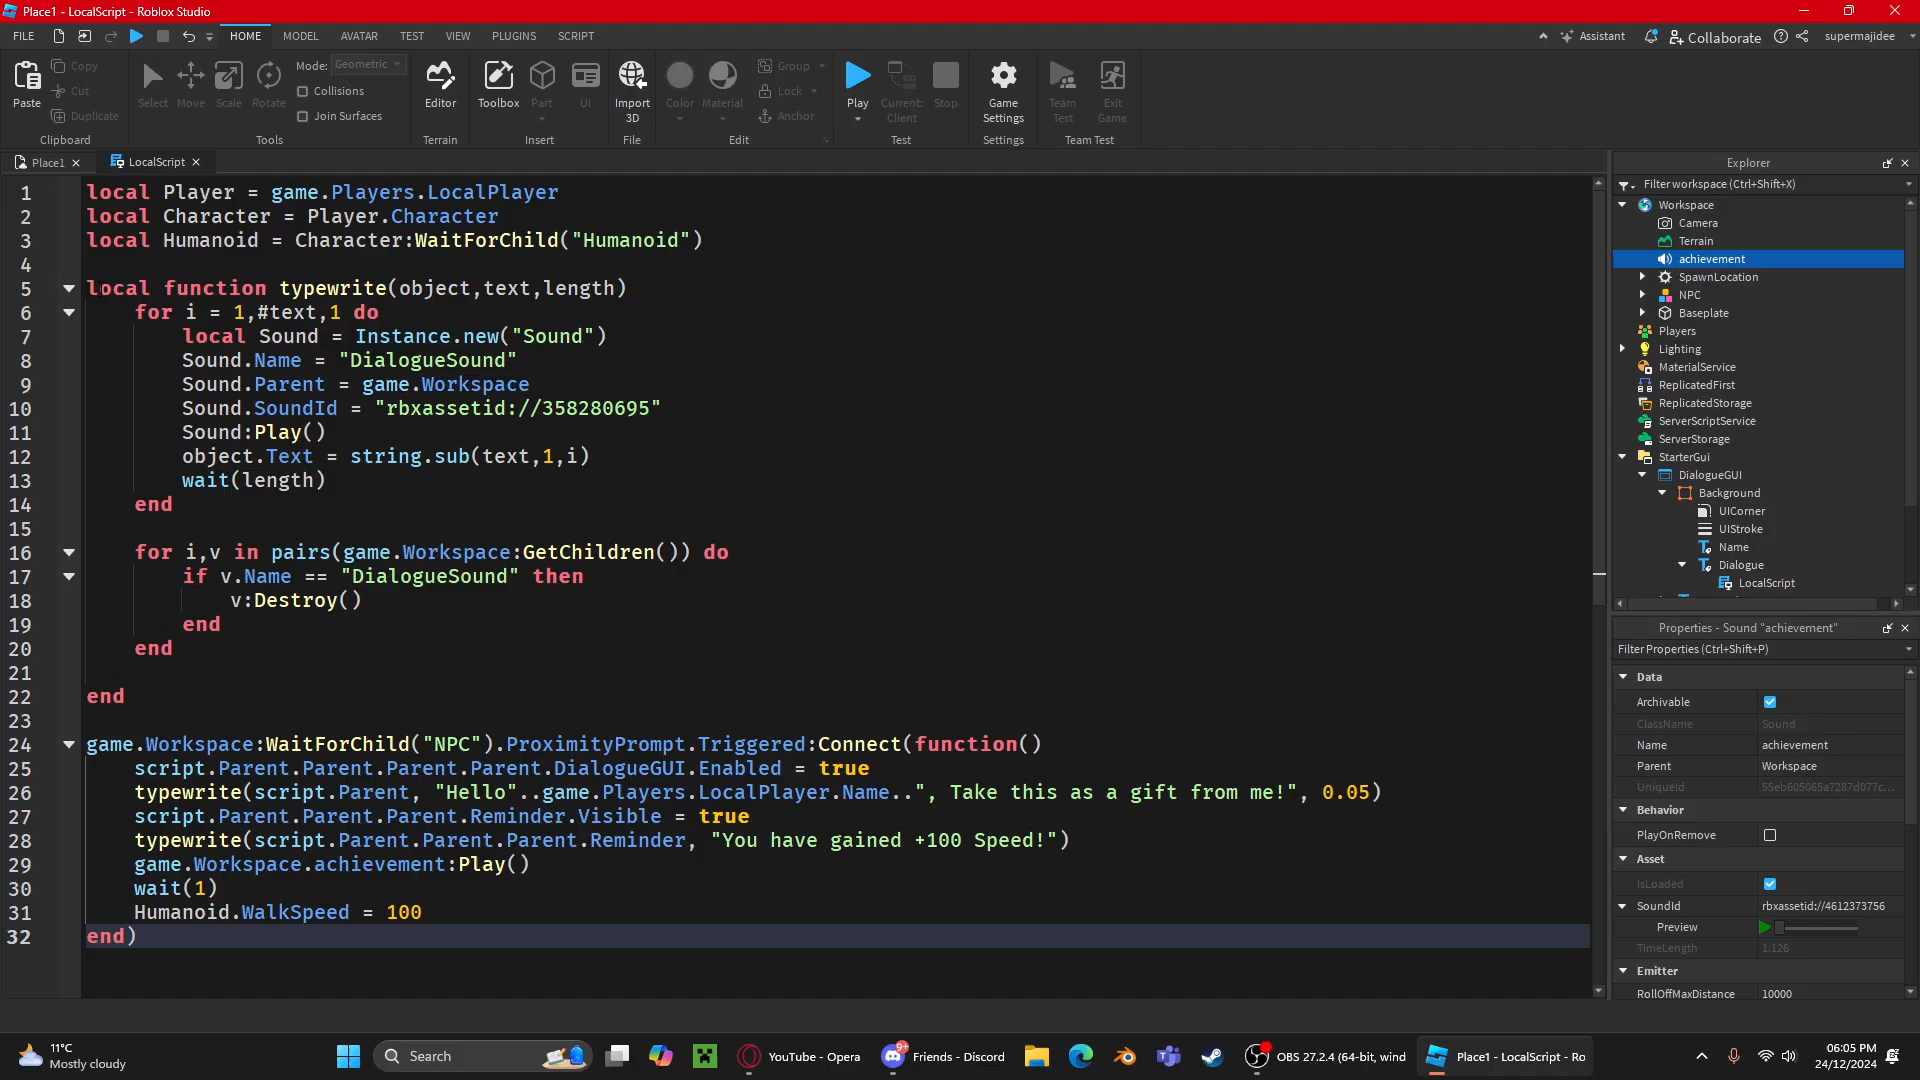 Place1 - LocalScript - Roblox Studio
FILE
HOME
MODEL
AVATAR
TEST
VIEW
PLUGINS
SCRIPT
Assistant
Collaborate
supermajidee
Paste
Copy
Cut
Duplicate
Clipboard
Select
Move
Scale
Rotate
Mode:
Geometric
Collisions
Join Surfaces
Tools
Editor
Terrain
Toolbox
Part
UI
Insert
Import
3D
File
Color
Material
Group
Lock
Anchor
Edit
Play
Current:
Client
Stop
Test
Game
Settings
Settings
Team
Test
Exit
Game
Team Test
Place1
LocalScript
1 local Player = game.Players.LocalPlayer
2 local Character = Player.Character
3 local Humanoid = Character:WaitForChild("Humanoid")
4
5 local function typewrite(object,text,length)
6 for i = 1,#text,1 do
7 local Sound = Instance.new("Sound")
8 Sound.Name = "DialogueSound"
9 Sound.Parent = game.Workspace
10 Sound.SoundId = "rbxassetid://358280695"
11 Sound:Play()
12 object.Text = string.sub(text,1,i)
13 wait(length)
14 end
15
16 for i,v in pairs(game.Workspace:GetChildren()) do
17 if v.Name == "DialogueSound" then
18 v:Destroy()
19 end
20 end
21
22 end
23
24 game.Workspace:WaitForChild("NPC").ProximityPrompt.Triggered:Connect(function()
25 script.Parent.Parent.Parent.Parent.DialogueGUI.Enabled = true
26 typewrite(script.Parent, "Hello"..game.Players.LocalPlayer.Name..", Take this as a gift from me!", 0.05)
27 script.Parent.Parent.Parent.Reminder.Visible = true
28 typewrite(script.Parent.Parent.Parent.Reminder, "You have gained +100 Speed!")
29 game.Workspace.achievement:Play()
30 wait(1)
31 Humanoid.WalkSpeed = 100
32 end)
Explorer
Filter workspace (Ctrl+Shift+X)
Workspace
Camera
Terrain
achievement
SpawnLocation
NPC
Baseplate
Players
Lighting
MaterialService
ReplicatedFirst
ReplicatedStorage
ServerScriptService
ServerStorage
StarterGui
DialogueGUI
Background
UICorner
UIStroke
Name
Dialogue
LocalScript
Properties - Sound "achievement"
Filter Properties (Ctrl+Shift+P)
Data
Archivable
ClassName Sound
Name achievement
Parent Workspace
UniqueId 55eb605065a7287d077c...
Behavior
PlayOnRemove
Asset
IsLoaded
SoundId rbxassetid://4612373756
Preview
TimeLength 1.126
Emitter
RollOffMaxDistance 10000
11°C
Mostly cloudy
Search
YouTube - Opera
9+
Friends - Discord
OBS 27.2.4 (64-bit, wind
Place1 - LocalScript - Ro
06:05 PM
24/12/2024